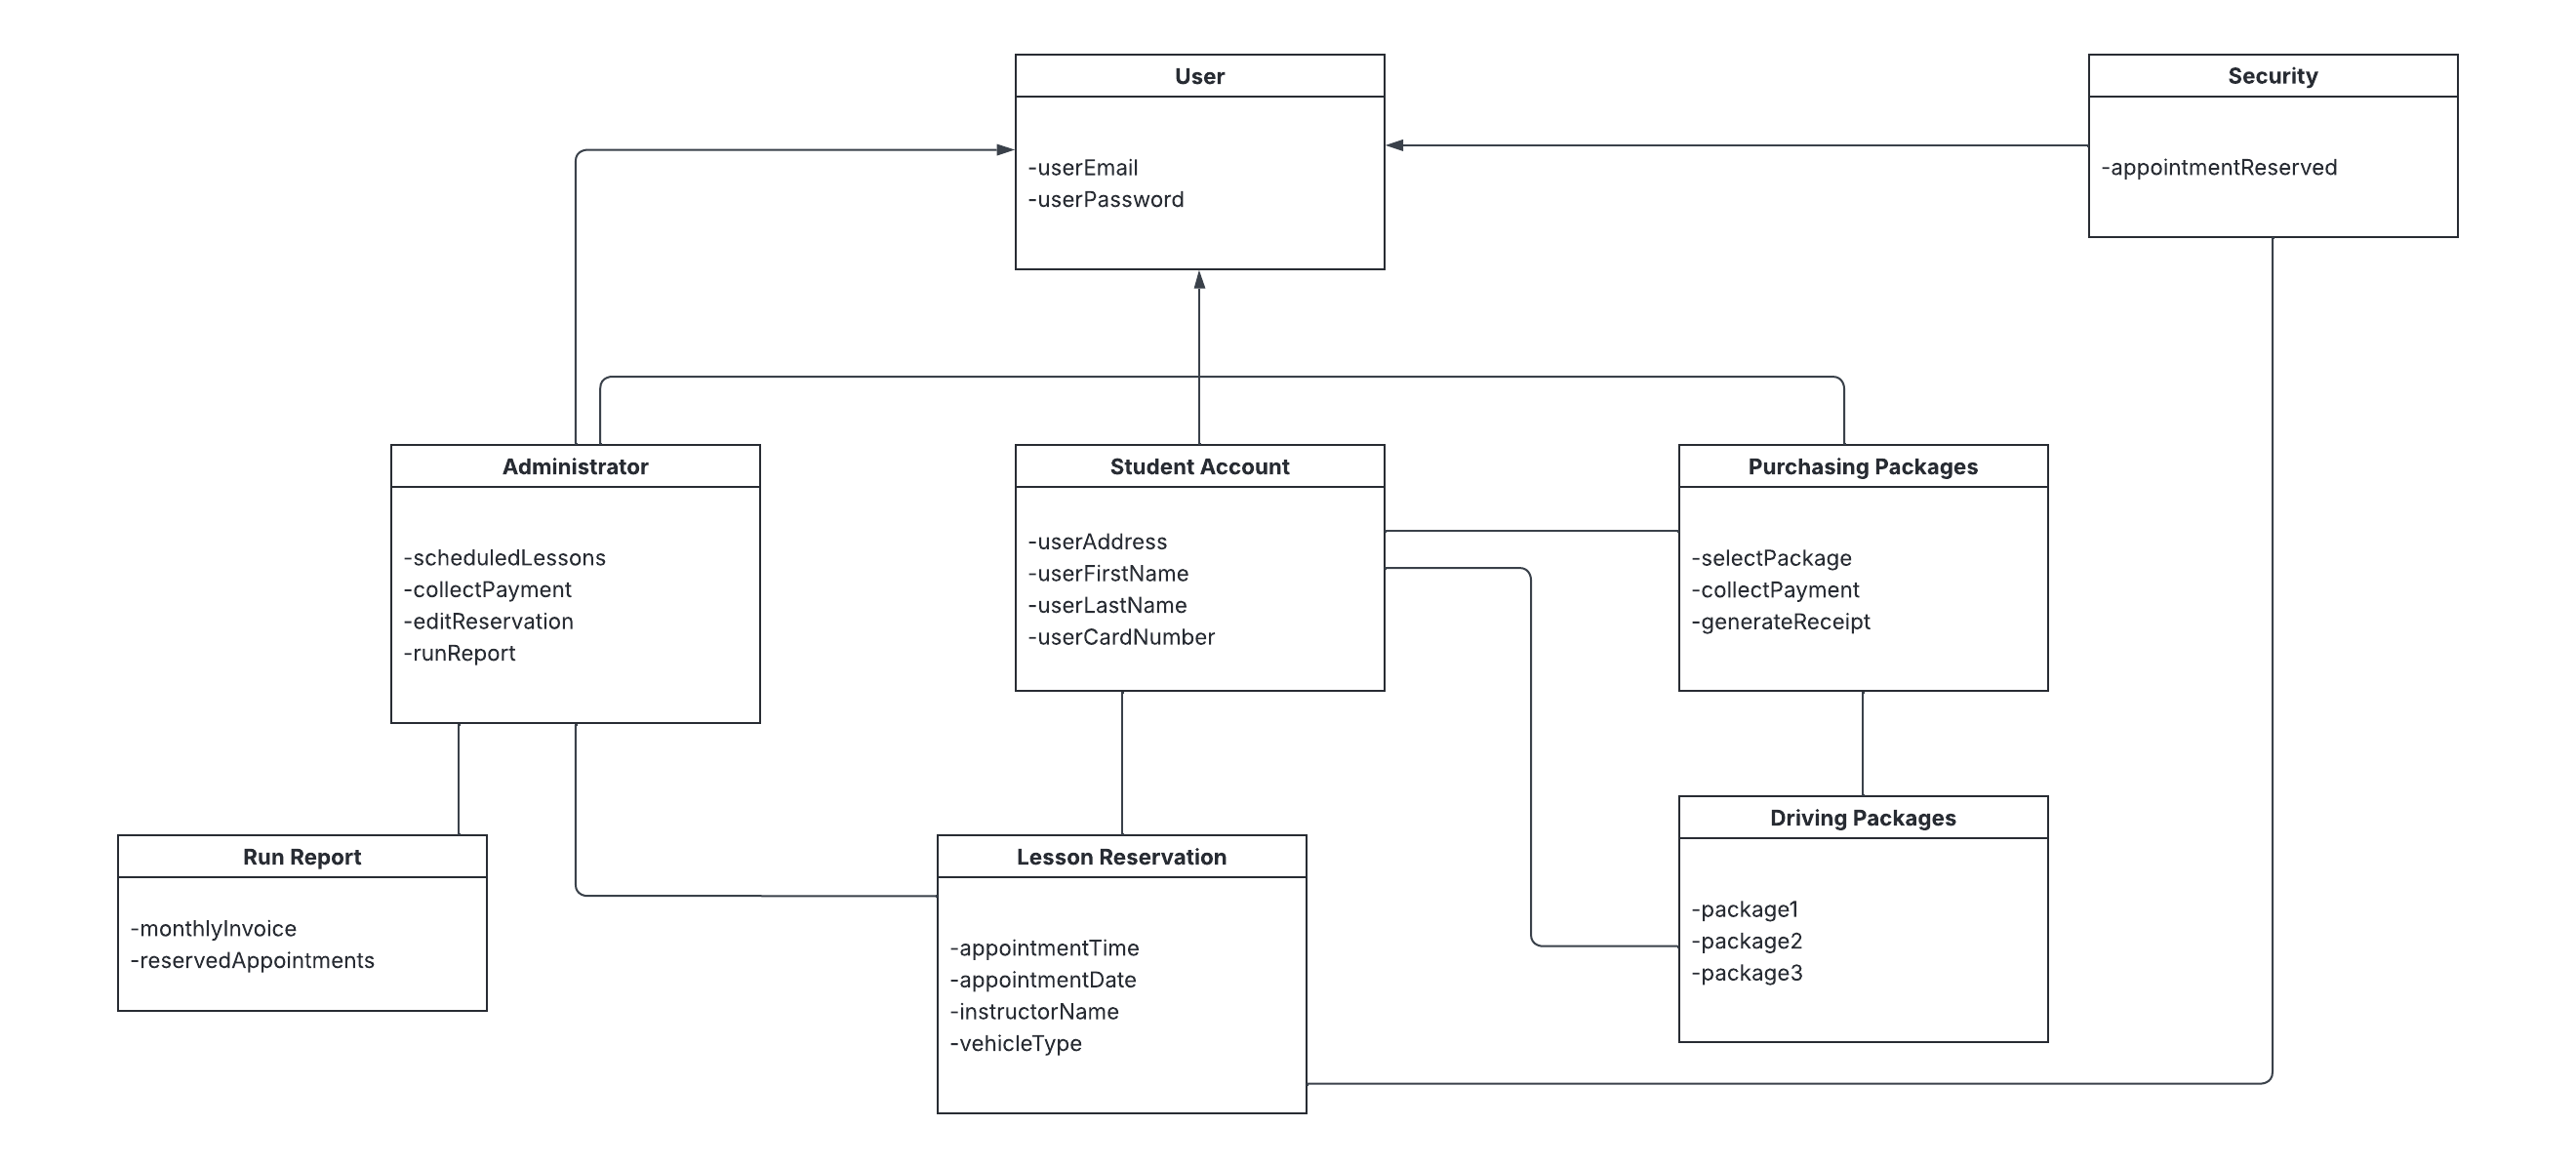 User
-userEmail
-userPassword
Security
-appointmentReserved
Administrator
-scheduledLessons
-collectPayment
-editReservation
-runReport
Student Account
-userAddress
-userFirstName
-userLastName
-userCardNumber
Purchasing Packages
-selectPackage
-collectPayment
-generateReceipt
Run Report
-monthlyInvoice
-reservedAppointments
Lesson Reservation
-appointmentTime
-appointmentDate
-instructorName
-vehicleType
Driving Packages
-package1
-package2
-package3